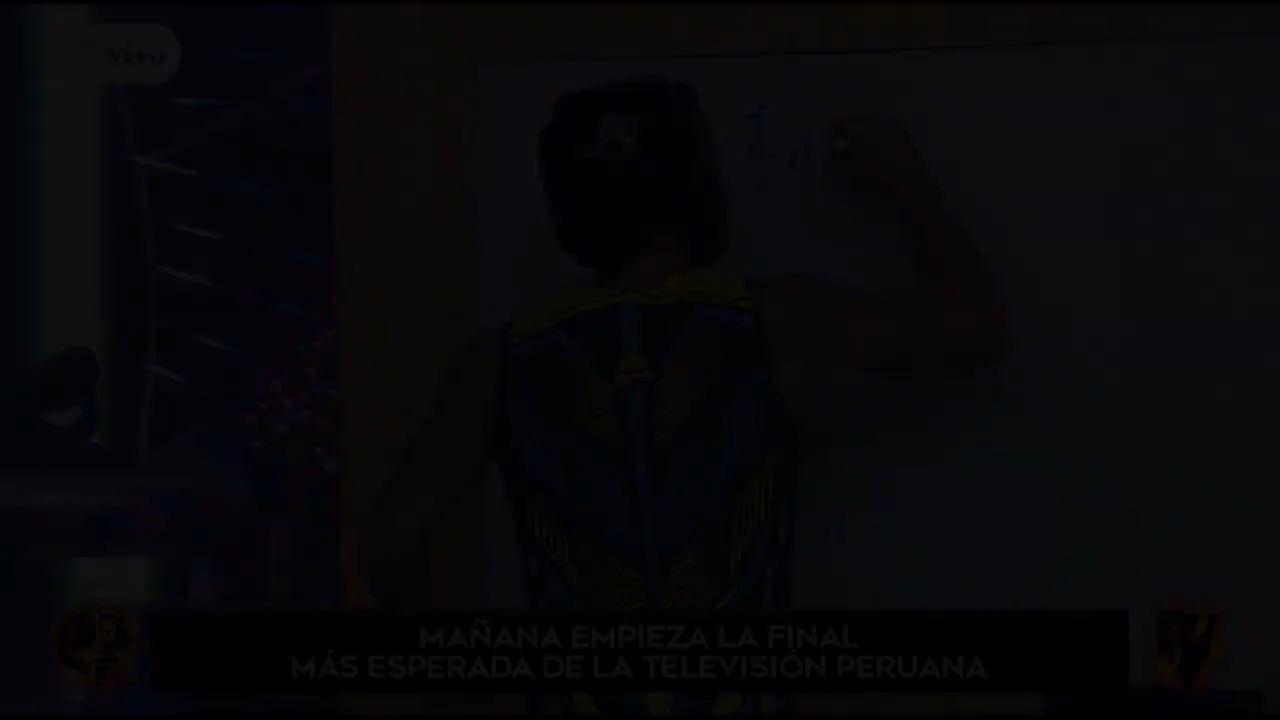 MAÑANA EMPIEZA LA FINAL
MÁS ESPERADA DE LA TELEVISIÓN PERUANA